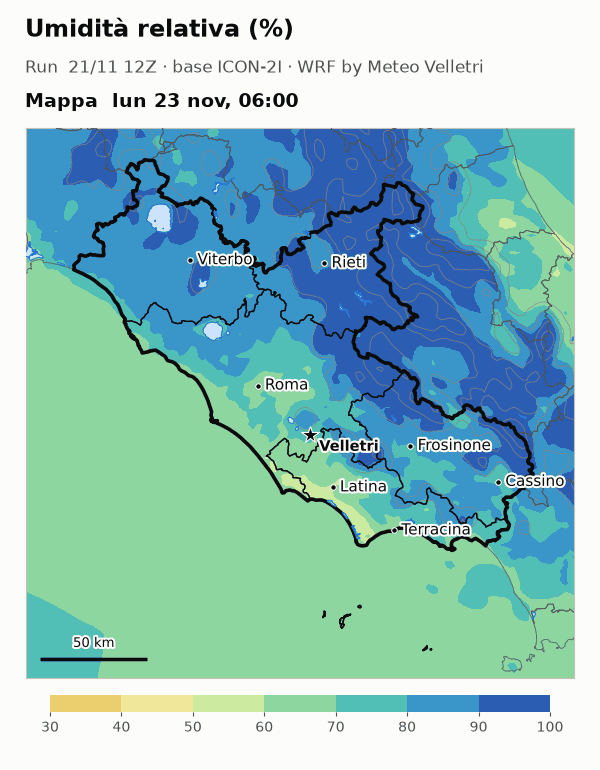 Umidità relativa (%)
Run  21/11 12Z · base ICON-2I · WRF by Meteo Velletri
Mappa  lun 23 nov, 06:00
Viterbo
Rieti
Roma
Velletri
Frosinone
Cassino
Latina
Terracina
50 km
30 40 50 60 70 80 90 100